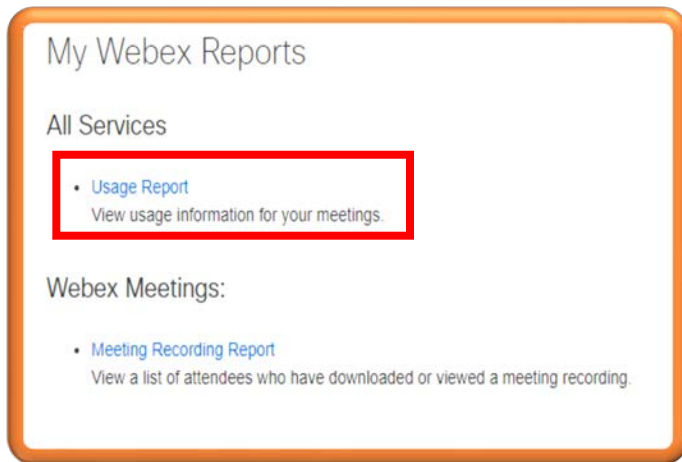 My Webex Reports
All Services
• Usage Report
View usage information for your meetings.
Webex Meetings:
• Meeting Recording Report
View a list of attendees who have downloaded or viewed a meeting recording.